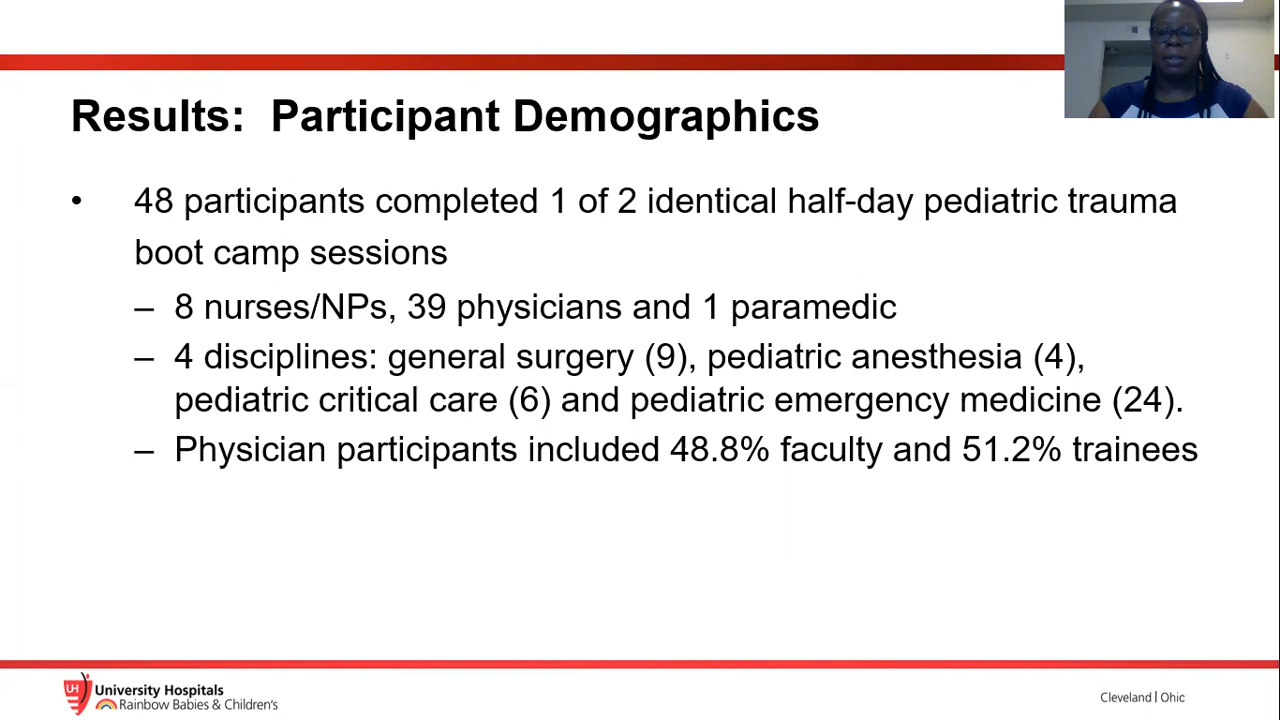 Results: Participant Demographics
• 48 participants completed 1 of 2 identical half-day pediatric trauma
boot camp sessions
– 8 nurses/NPs, 39 physicians and 1 paramedic
– 4 disciplines: general surgery (9), pediatric anesthesia (4),
pediatric critical care (6) and pediatric emergency medicine (24).
– Physician participants included 48.8% faculty and 51.2% trainees
UH
University Hospitals
Rainbow Babies & Children's
Cleveland | Ohio